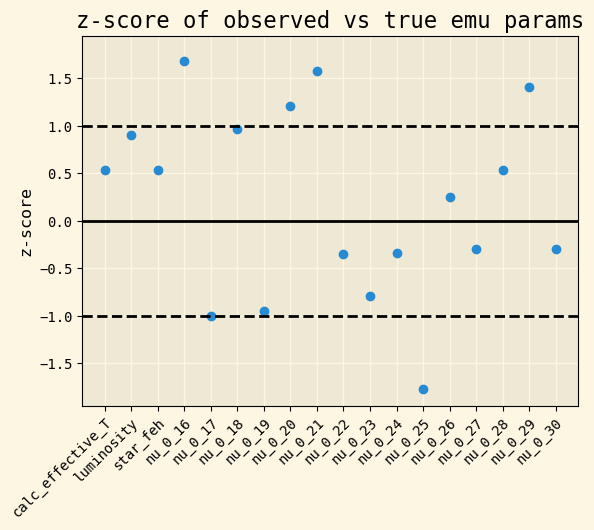 z-score of observed vs true emu params
z-score
1.5
1.0
0.5
0.0
−0.5
−1.0
−1.5
calc_effective_T
luminosity
star_feh
nu_0_16
nu_0_17
nu_0_18
nu_0_19
nu_0_20
nu_0_21
nu_0_22
nu_0_23
nu_0_24
nu_0_25
nu_0_26
nu_0_27
nu_0_28
nu_0_29
nu_0_30